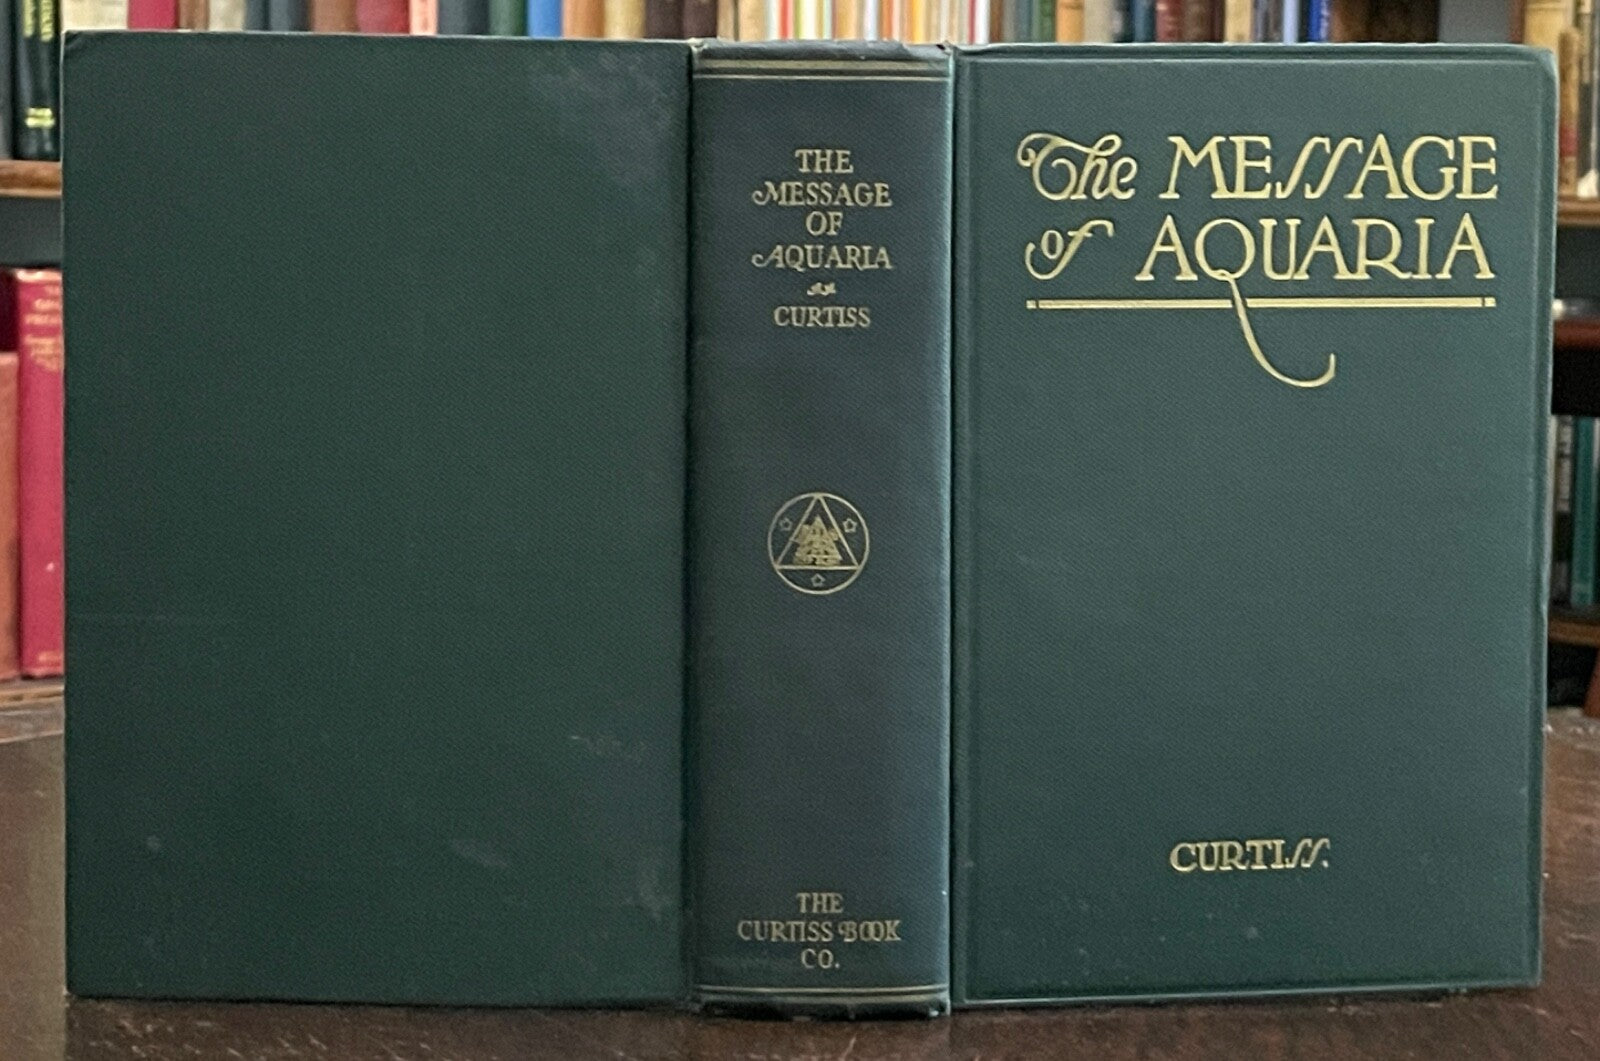 THE
MESSAGE
OF
AQUARIA
CURTISS
THE
CURTISS BOOK
CO.
The MESSAGE
of AQUARIA
CURTISS.